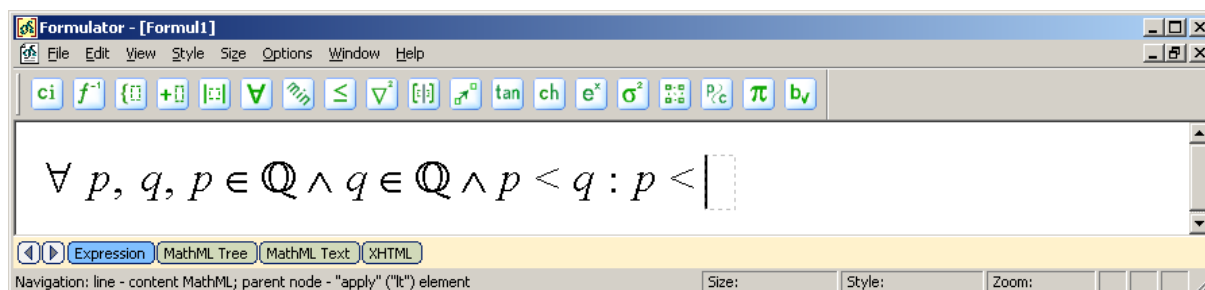 Formulator - [Formul1]
File Edit View Style Size Options Window Help
ci f⁻¹ {▯ +▯ |::| ∀ ≤ ∇² [¦|¦] tan ch eˣ σ² P/C π b√
∀ p, q, p ∈ ℚ ∧ q ∈ ℚ ∧ p < q : p <
Expression MathML Tree MathML Text XHTML
Navigation: line - content MathML; parent node - "apply" ("lt") element Size: Style: Zoom: